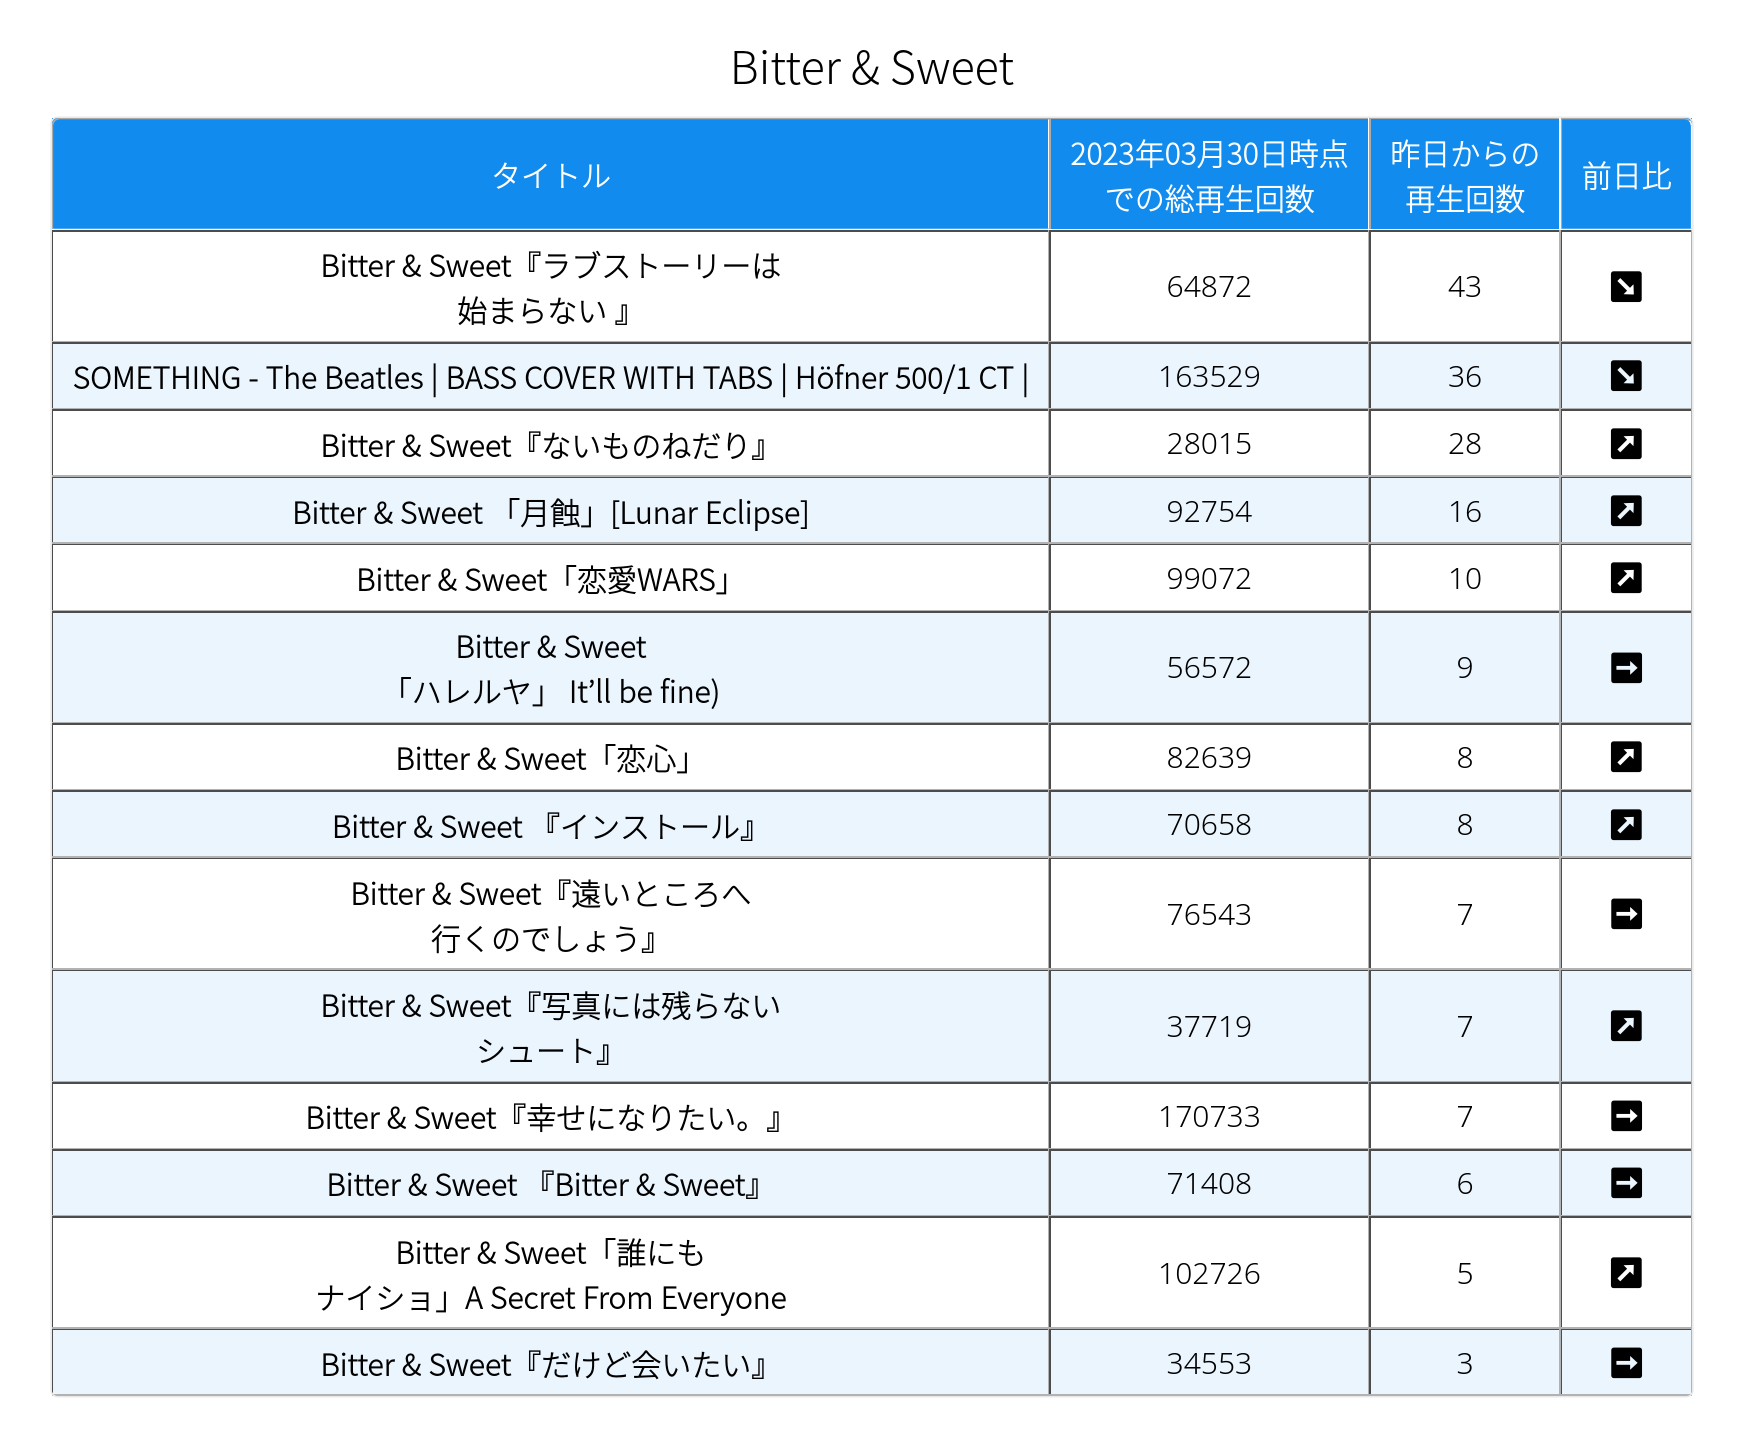 Bitter & Sweet
タイトル
2023年03月30日時点
での総再生回数
昨日からの
再生回数
前日比
Bitter & Sweet『ラブストーリーは
始まらない 』
64872
43
↘
SOMETHING - The Beatles | BASS COVER WITH TABS | Höfner 500/1 CT |
163529
36
↘
Bitter & Sweet『ないものねだり』
28015
28
↗
Bitter & Sweet 「月蝕」[Lunar Eclipse]
92754
16
↗
Bitter & Sweet「恋愛WARS」
99072
10
↗
Bitter & Sweet
「ハレルヤ」 It’ll be fine)
56572
9
→
Bitter & Sweet「恋心」
82639
8
↗
Bitter & Sweet 『インストール』
70658
8
↗
Bitter & Sweet『遠いところへ
行くのでしょう』
76543
7
→
Bitter & Sweet『写真には残らない
シュート』
37719
7
↗
Bitter & Sweet『幸せになりたい。』
170733
7
→
Bitter & Sweet 『Bitter & Sweet』
71408
6
→
Bitter & Sweet「誰にも
ナイショ」A Secret From Everyone
102726
5
↗
Bitter & Sweet『だけど会いたい』
34553
3
→